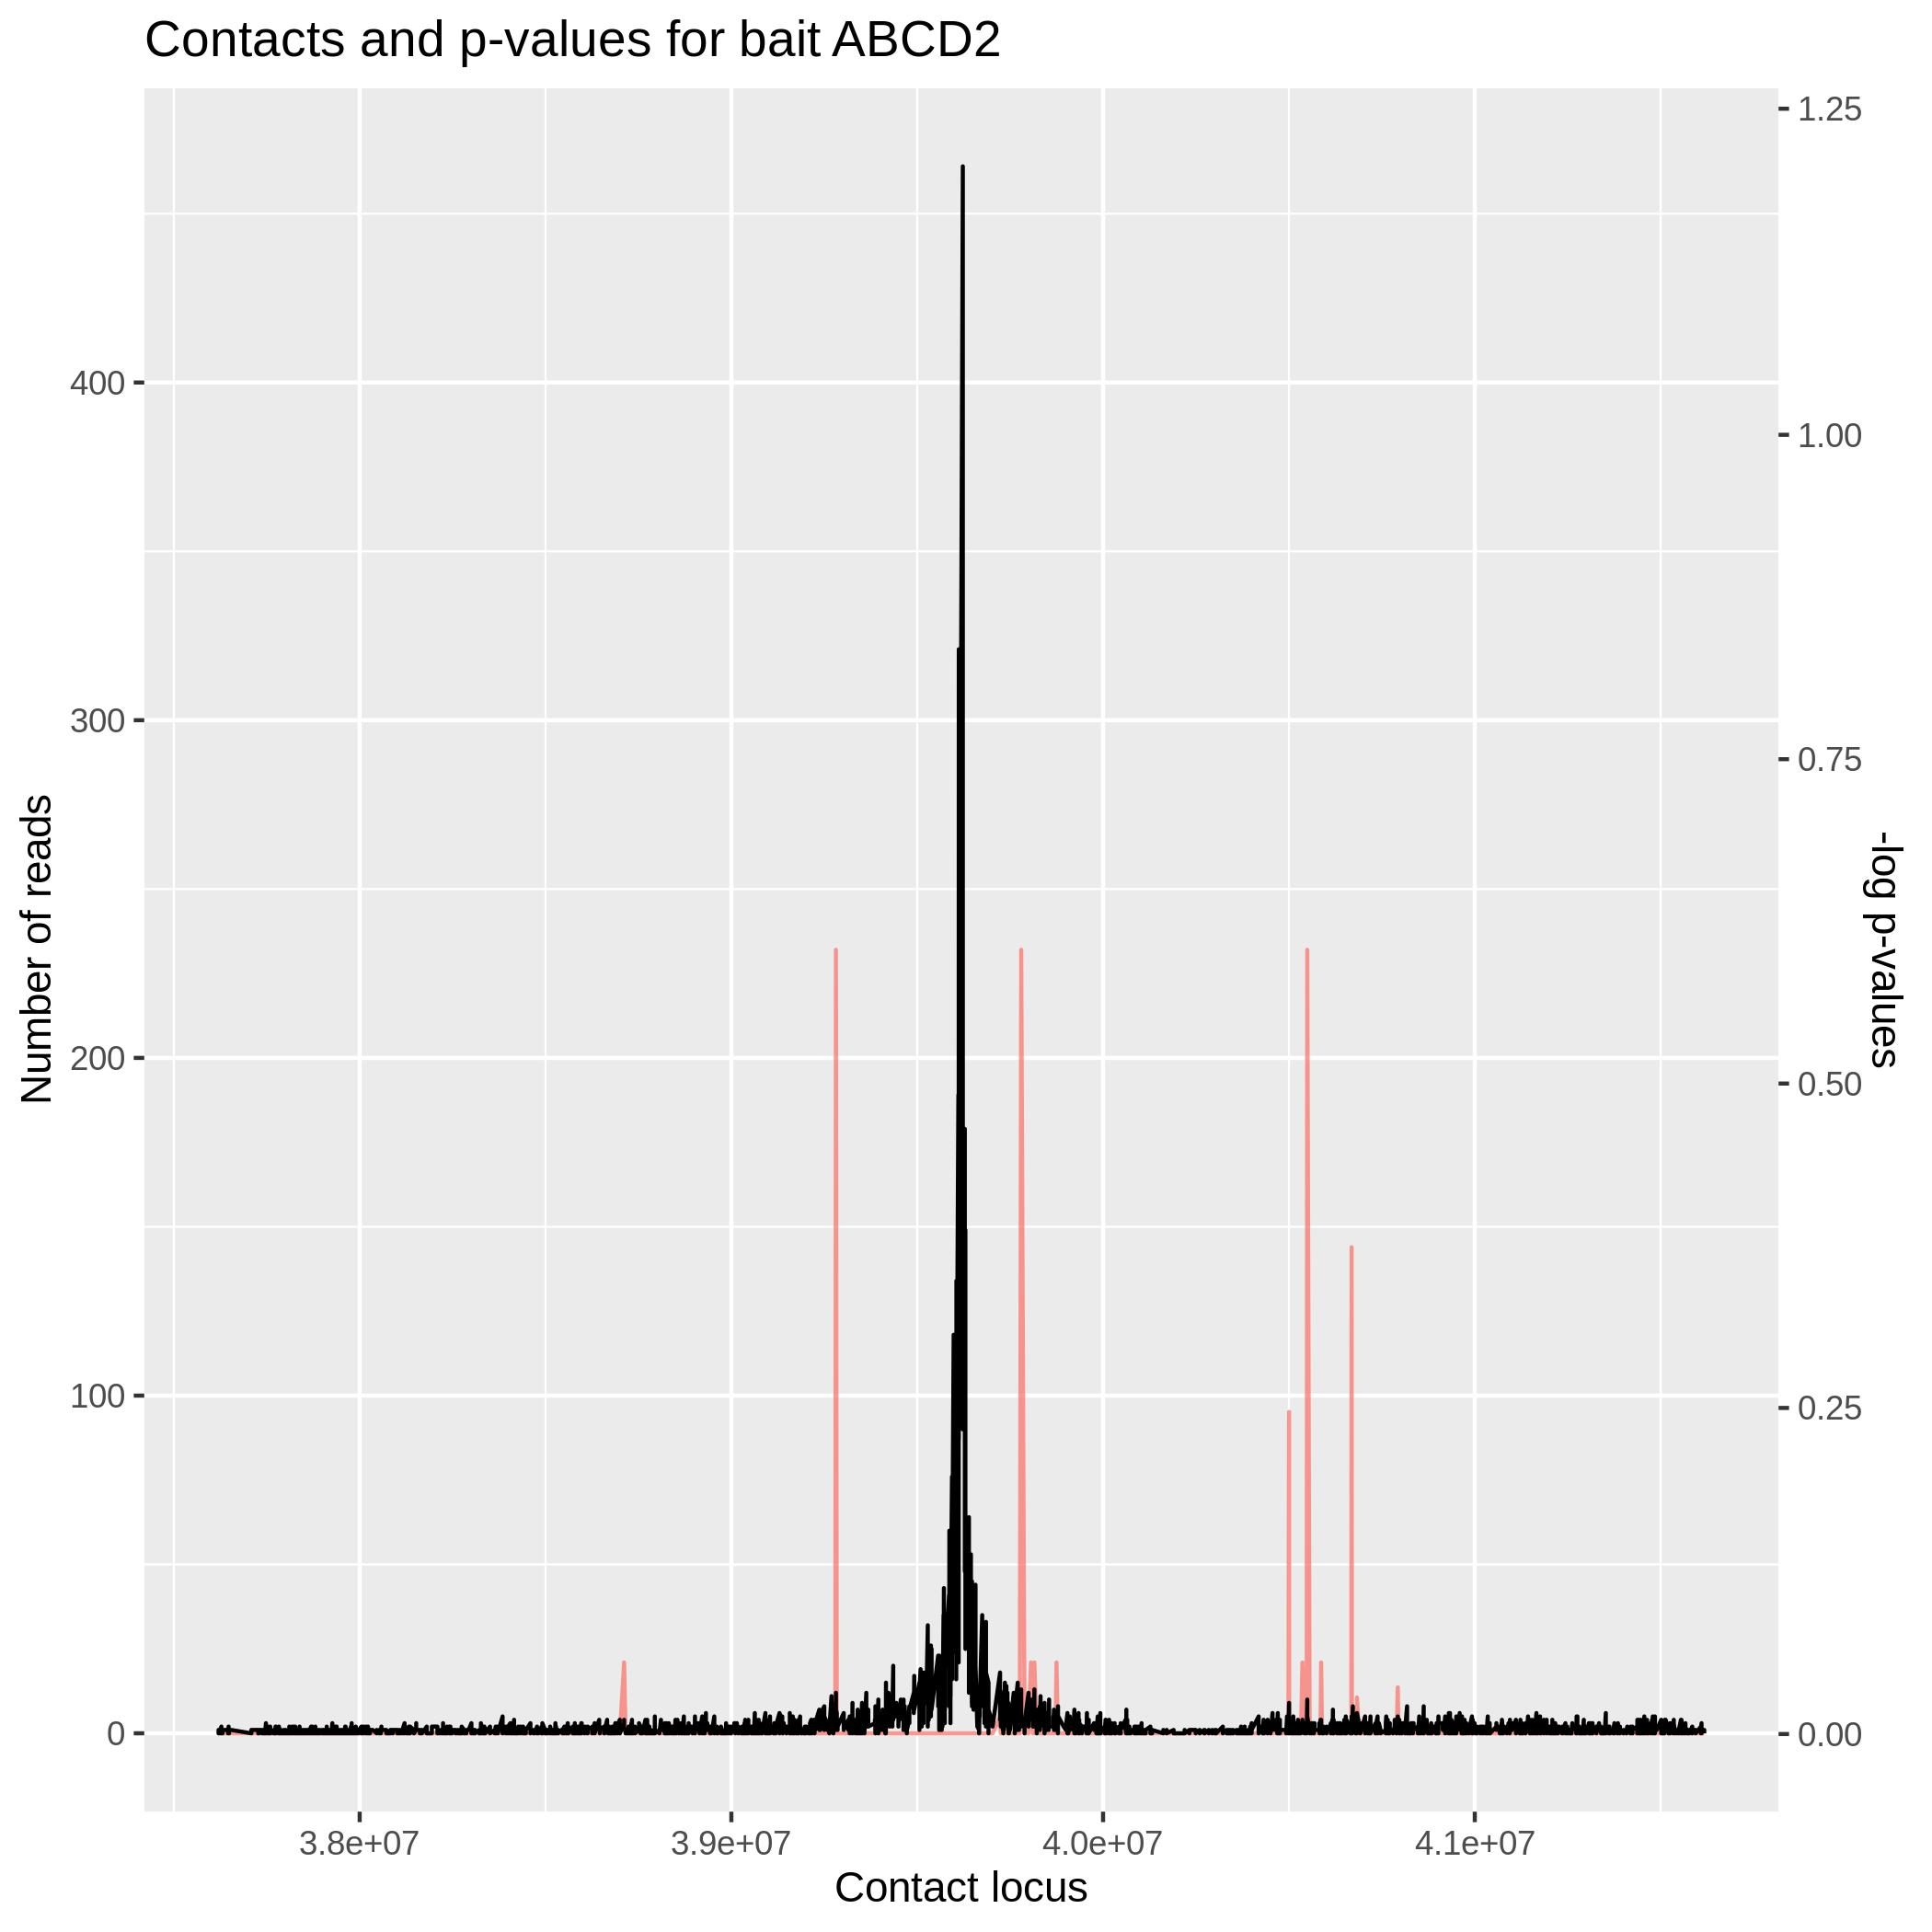 Contacts and p-values for bait ABCD2
Number of reads
400
300
200
100
0
1.25
1.00
0.75
0.50
0.25
0.00
-log p-values
3.8e+07
3.9e+07
4.0e+07
4.1e+07
Contact locus